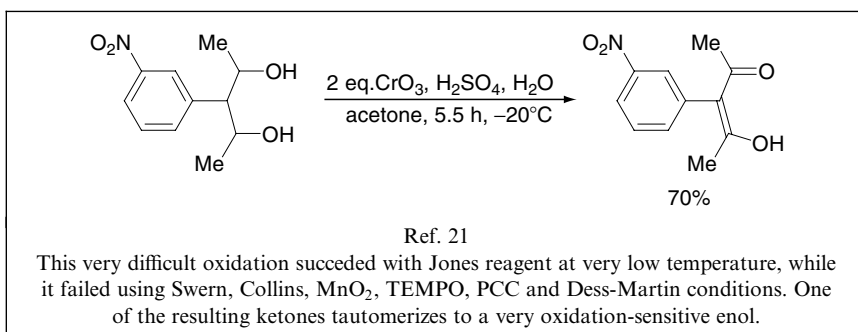 O₂N
Me
OH
OH
Me
2 eq.CrO₃, H₂SO₄, H₂O
acetone, 5.5 h, –20°C
O₂N
Me
O
OH
Me
70%
Ref. 21
This very difficult oxidation succeded with Jones reagent at very low temperature, while
it failed using Swern, Collins, MnO₂, TEMPO, PCC and Dess-Martin conditions. One
of the resulting ketones tautomerizes to a very oxidation-sensitive enol.